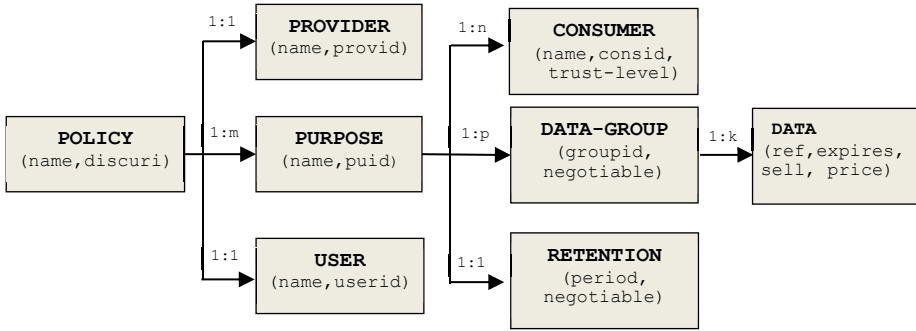 1:1
PROVIDER
(name,provid)
1:n
CONSUMER
(name,consid,
trust-level)
POLICY
(name,discuri)
1:m
PURPOSE
(name,puid)
1:p
DATA-GROUP
(groupid,
negotiable)
1:k
DATA
(ref,expires,
sell, price)
1:1
USER
(name,userid)
1:1
RETENTION
(period,
negotiable)